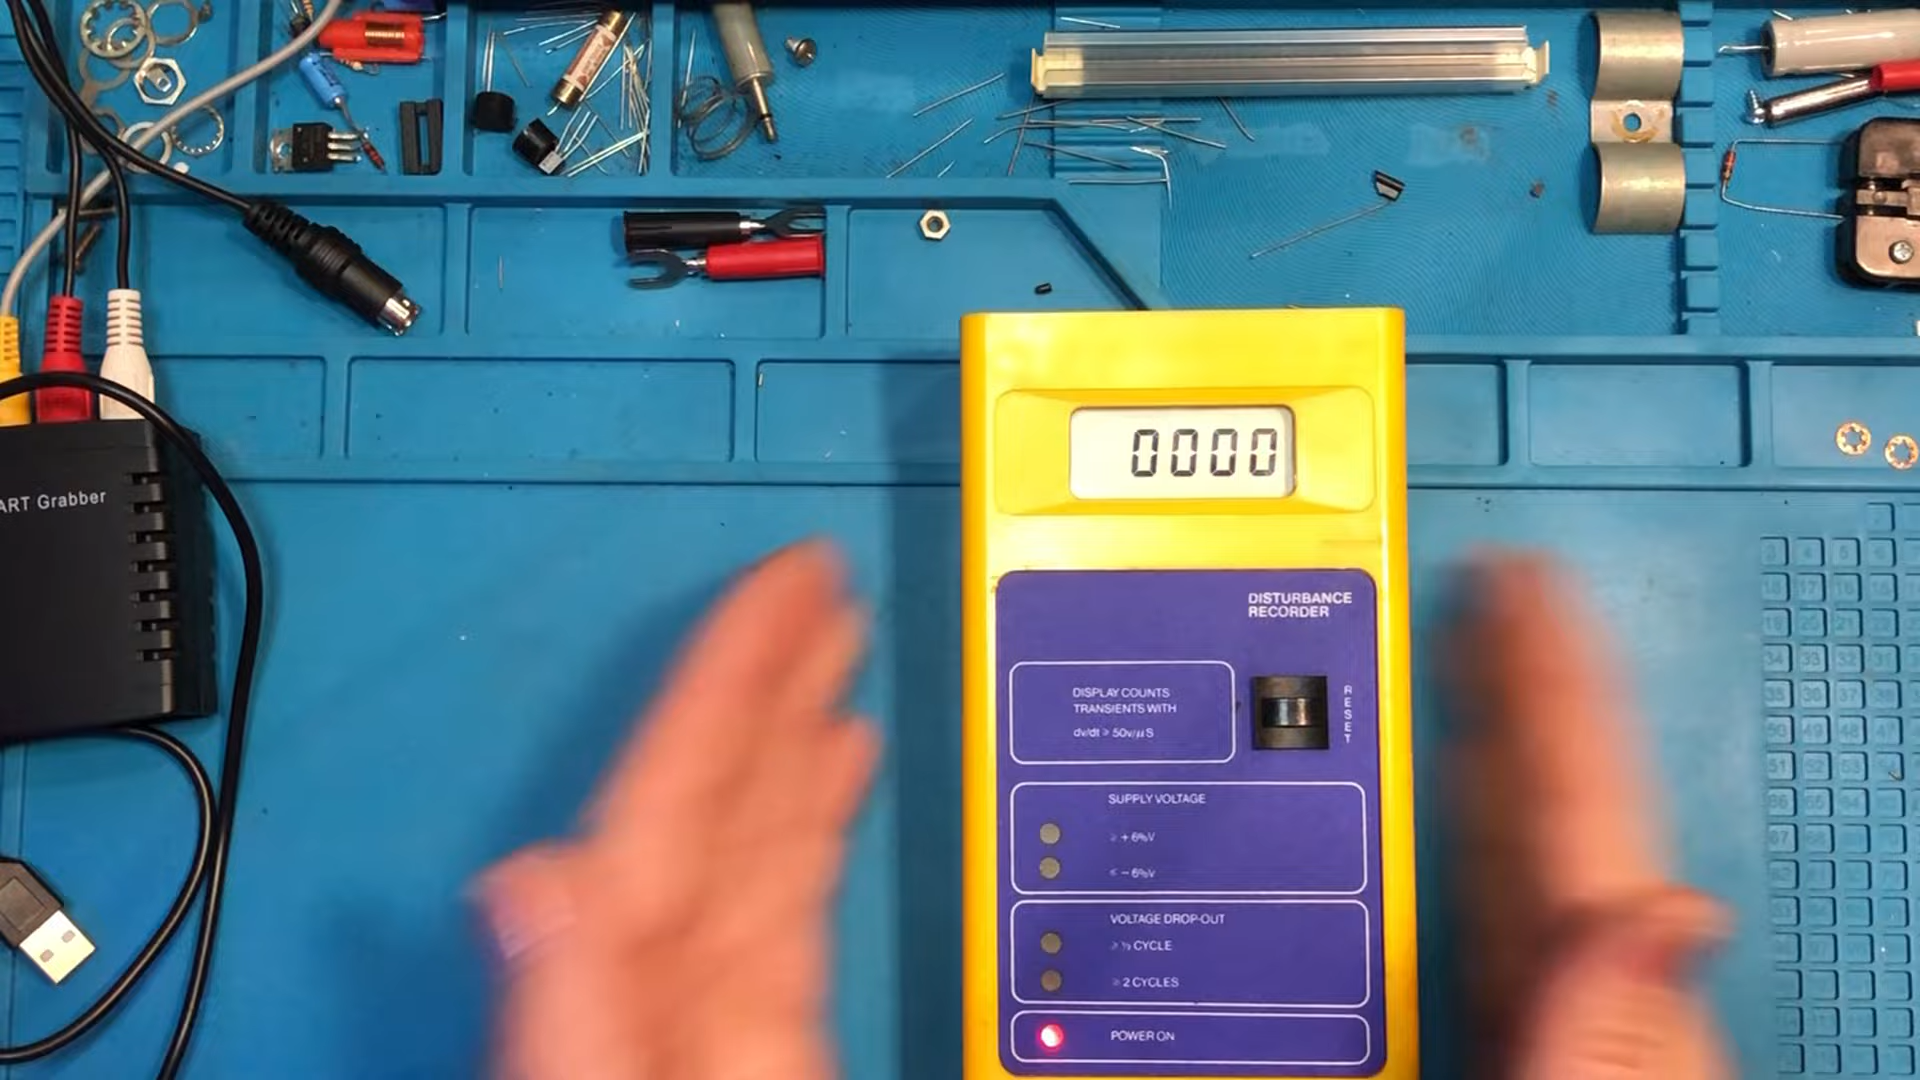 0000
ART Grabber
DISTURBANCE
RECORDER
DISPLAY COUNTS
TRANSIENTS WITH
dv/dt ≥ 50v/µS
RESET
SUPPLY VOLTAGE
≥ + 6%V
≤ - 6%V
VOLTAGE DROP-OUT
≥ ½ CYCLE
≥ 2 CYCLES
POWER ON